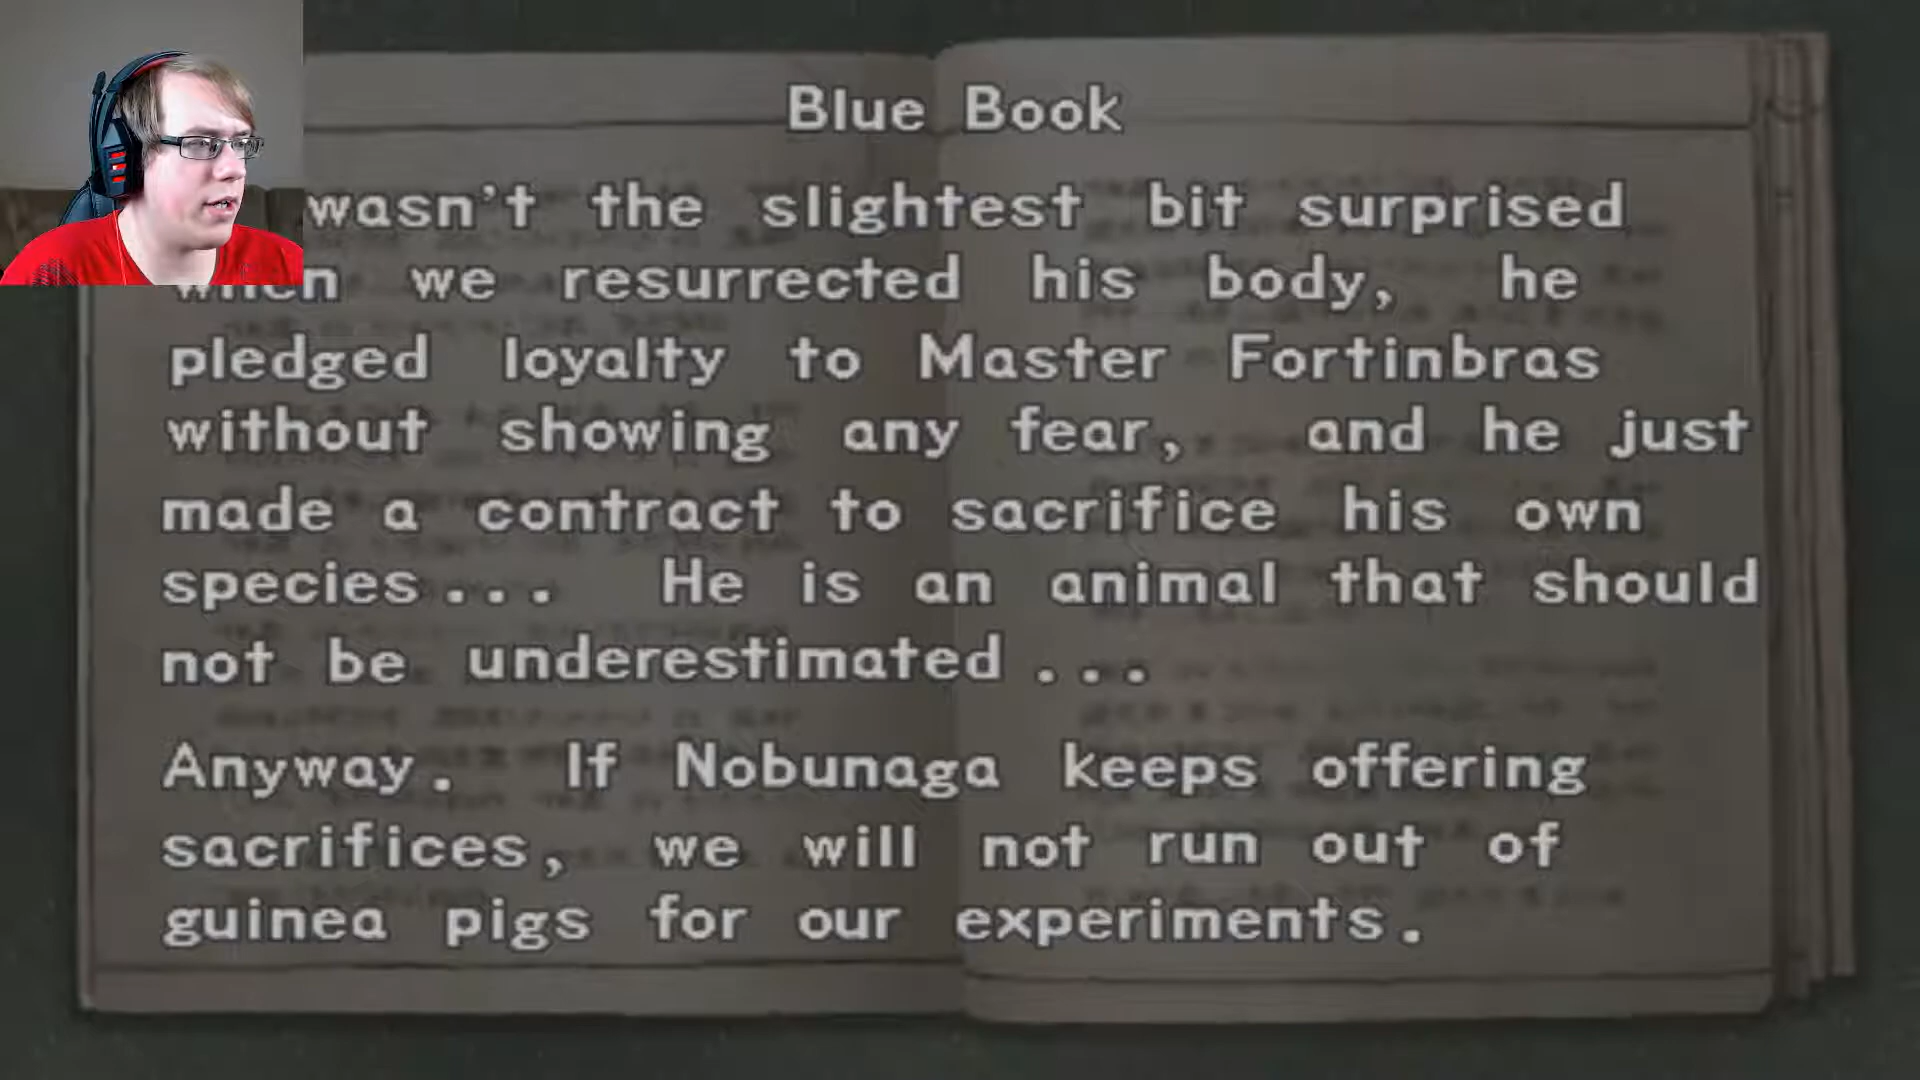 Blue Book
wasn't the slightest bit surprised
when we resurrected his body, he
pledged loyalty to Master Fortinbras
without showing any fear, and he just
made a contract to sacrifice his own
species... He is an animal that should
not be underestimated...
Anyway. If Nobunaga keeps offering
sacrifices, we will not run out of
guinea pigs for our experiments.